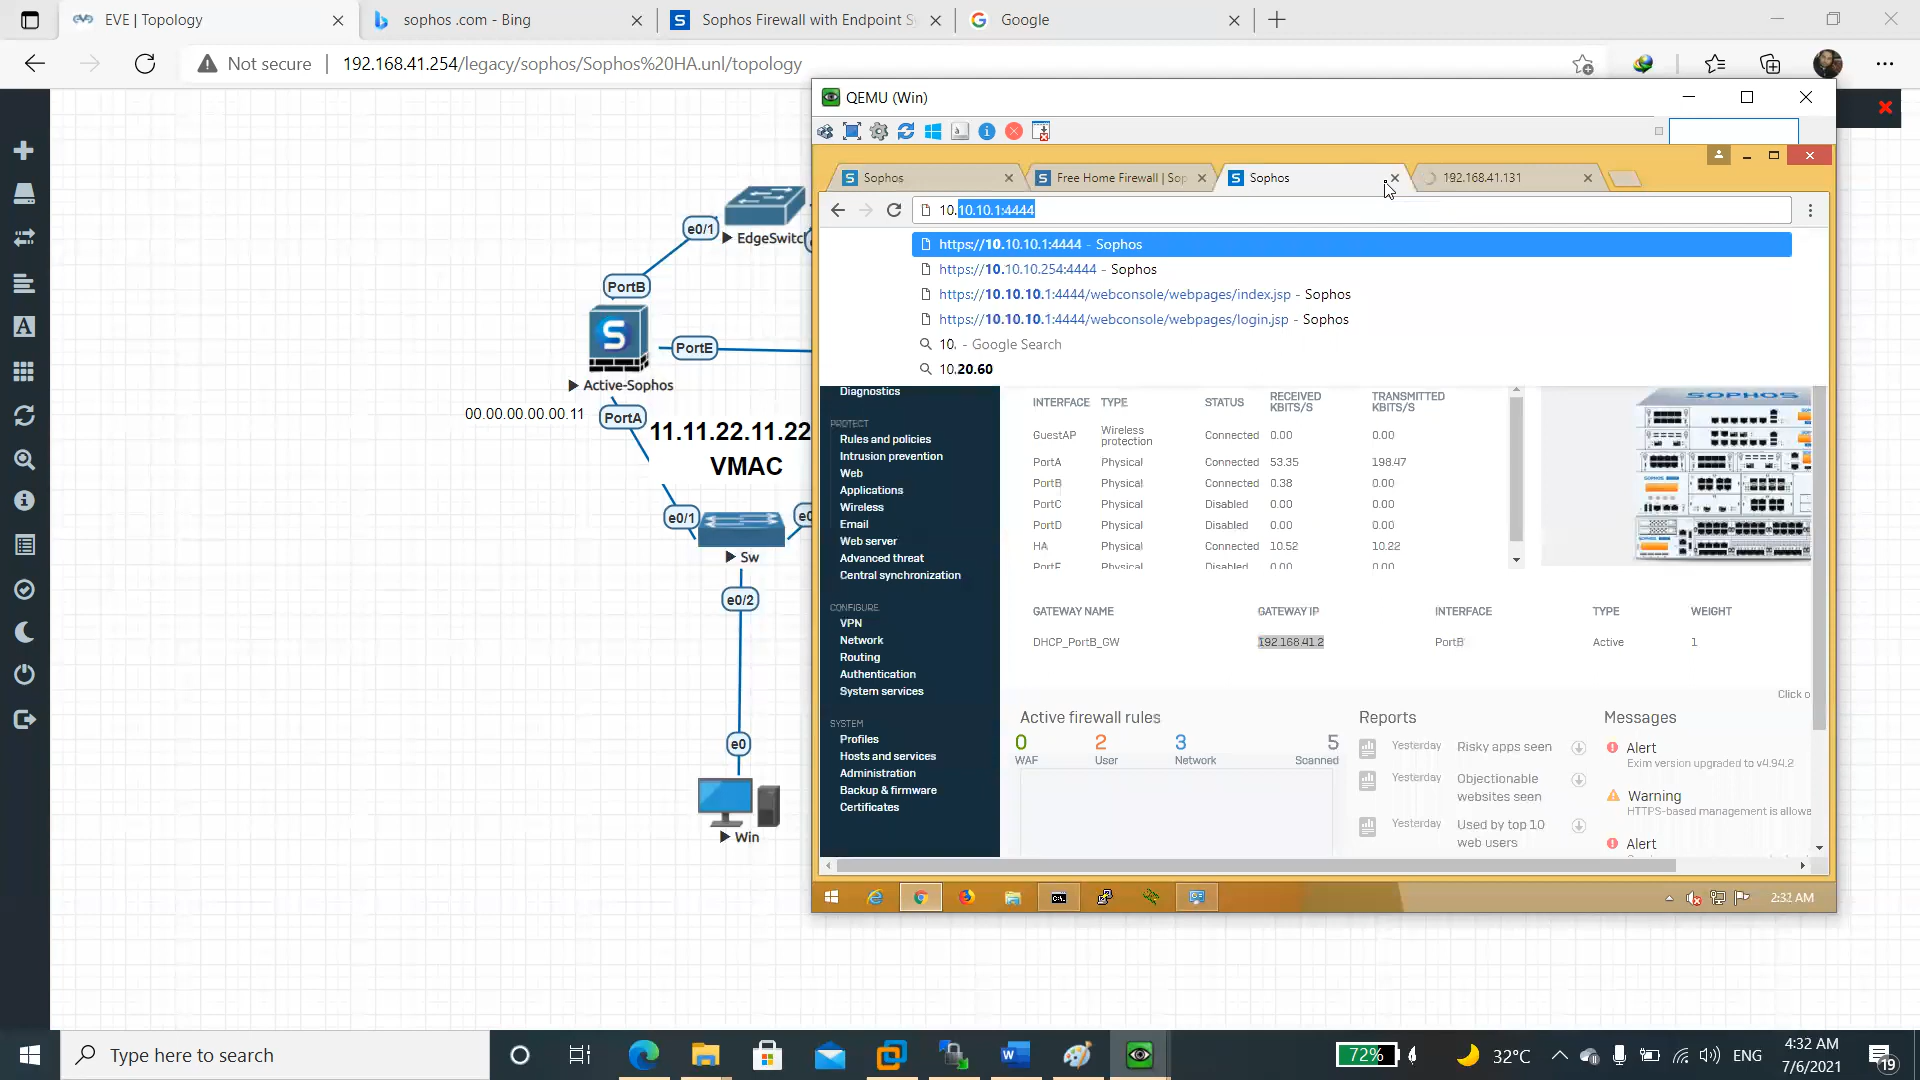 EVE | Topology
sophos .com - Bing
Sophos Firewall with Endpoint S
Google
Not secure
192.168.41.254/legacy/sophos/Sophos%20HA.unl/topology
QEMU (Win)
Sophos
Free Home Firewall | Sop
Sophos
192.168.41.131
10.10.10.1:4444
https://10.10.10.1:4444 - Sophos
https://10.10.10.254:4444 - Sophos
https://10.10.10.1:4444/webconsole/webpages/index.jsp - Sophos
https://10.10.10.1:4444/webconsole/webpages/login.jsp - Sophos
10. - Google Search
10.20.60
e0/1
EdgeSwitc
PortB
S
PortE
Active-Sophos
00.00.00.00.00.11
PortA
11.11.22.11.22
VMAC
e0/1
e0
Sw
e0/2
e0
Win
Diagnostics
PROTECT
Rules and policies
Intrusion prevention
Web
Applications
Wireless
Email
Web server
Advanced threat
Central synchronization
CONFIGURE
VPN
Network
Routing
Authentication
System services
SYSTEM
Profiles
Hosts and services
Administration
Backup & firmware
Certificates
INTERFACE TYPE STATUS RECEIVED KBITS/S TRANSMITTED KBITS/S
GuestAP Wireless protection Connected 0.00 0.00
PortA Physical Connected 53.35 198.47
PortB Physical Connected 0.38 0.00
PortC Physical Disabled 0.00 0.00
PortD Physical Disabled 0.00 0.00
HA Physical Connected 10.52 10.22
PortE Physical Disabled 0.00 0.00
SOPHOS
GATEWAY NAME GATEWAY IP INTERFACE TYPE WEIGHT
DHCP_PortB_GW 192.168.41.2 PortB Active 1
Click o
Active firewall rules
0 2 3 5
WAF User Network Scanned
Reports
Yesterday Risky apps seen
Yesterday Objectionable websites seen
Yesterday Used by top 10 web users
Messages
Alert
Exim version upgraded to v4.94.2
Warning
HTTPS-based management is allowe
Alert
2:32 AM
Type here to search
72%
32°C
ENG
4:32 AM
7/6/2021
19